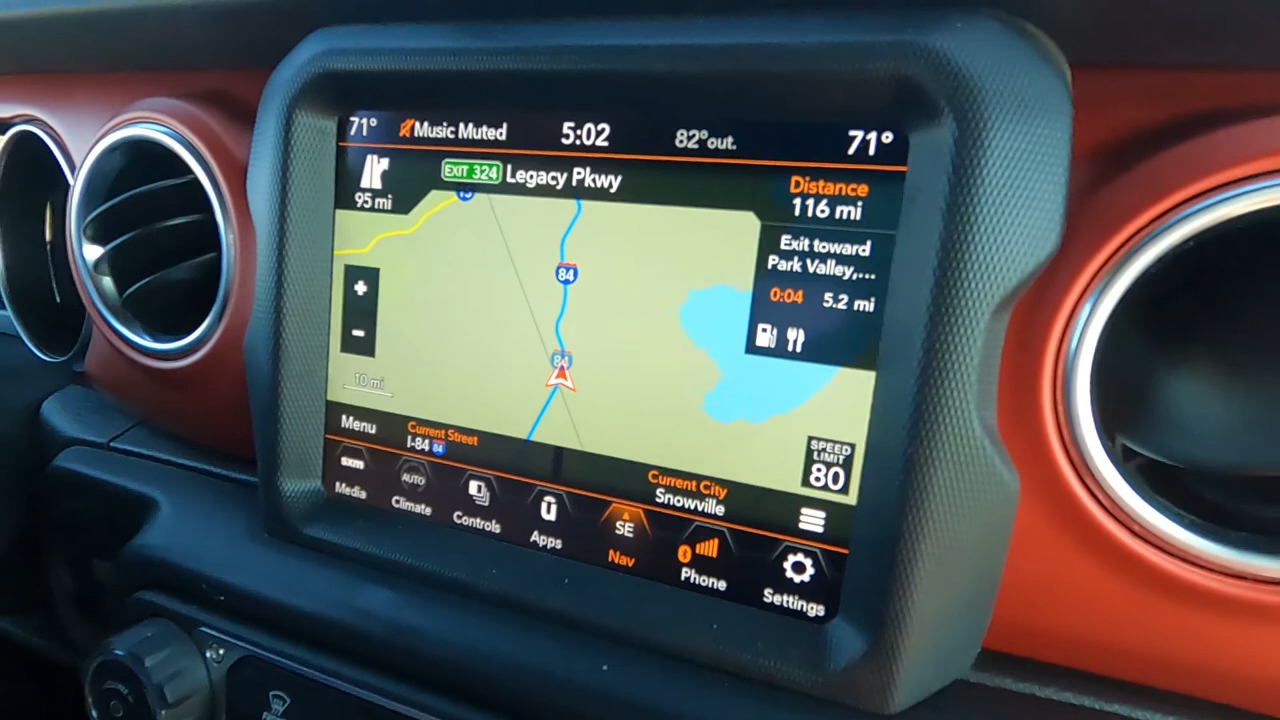 71° Music Muted 5:02 82°out. 71°
EXIT 324 Legacy Pkwy
95 mi
Distance
116 mi
15
Exit toward
Park Valley,...
0:04 5.2 mi
84
+
-
84
10 mi
Menu
Current Street
I-84 84
SPEED
LIMIT
80
Current City
Snowville
sxm
Media
AUTO
Climate
Controls
u
Apps
SE
Nav
Phone
Settings